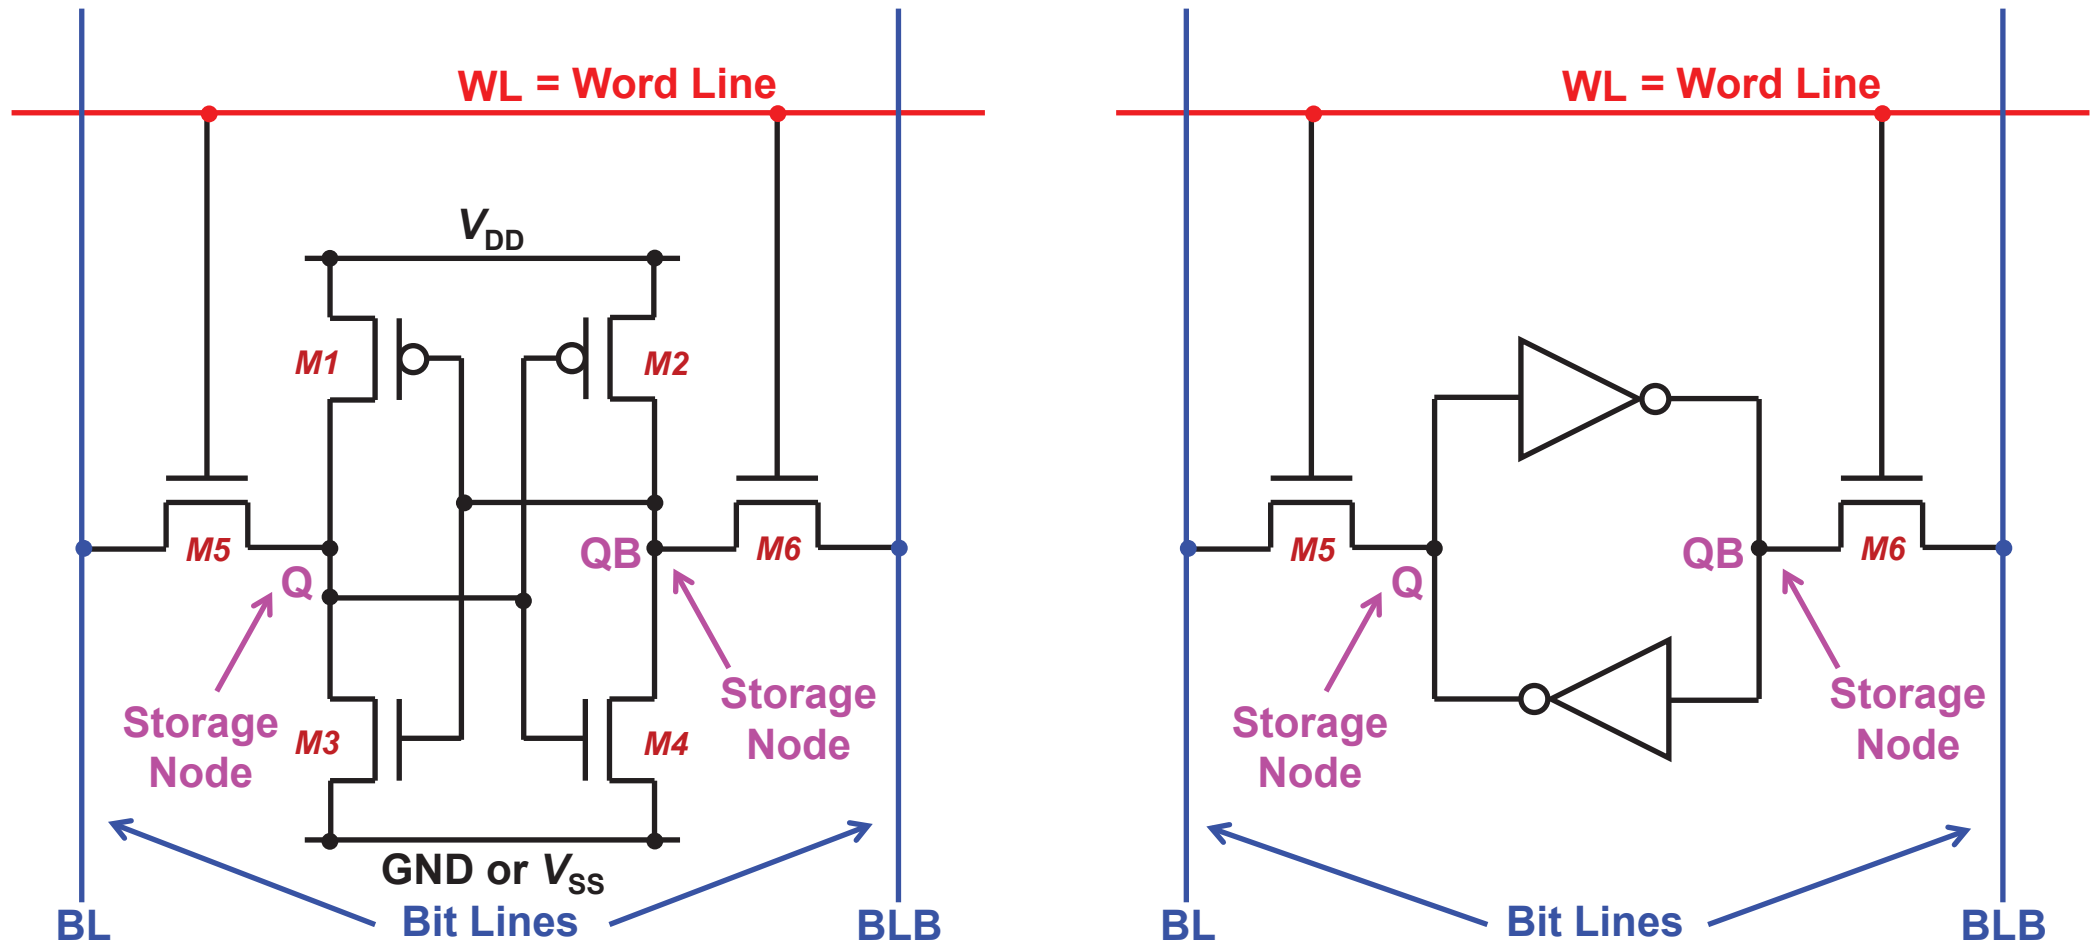 WL = Word Line
VDD
M1
M2
M5
Q
QB
M6
Storage
Node
Storage
Node
M3
M4
GND or VSS
Bit Lines
BL
BLB
WL = Word Line
M5
Q
QB
M6
Storage
Node
Storage
Node
Bit Lines
BL
BLB